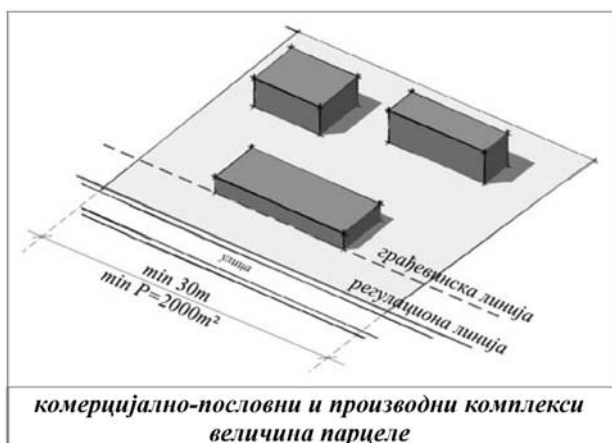 грађевинска линија
регулациона линија
улица
min 30m
min P=2000m²
комерцијално-пословни и производни комплекси
величина парцеле